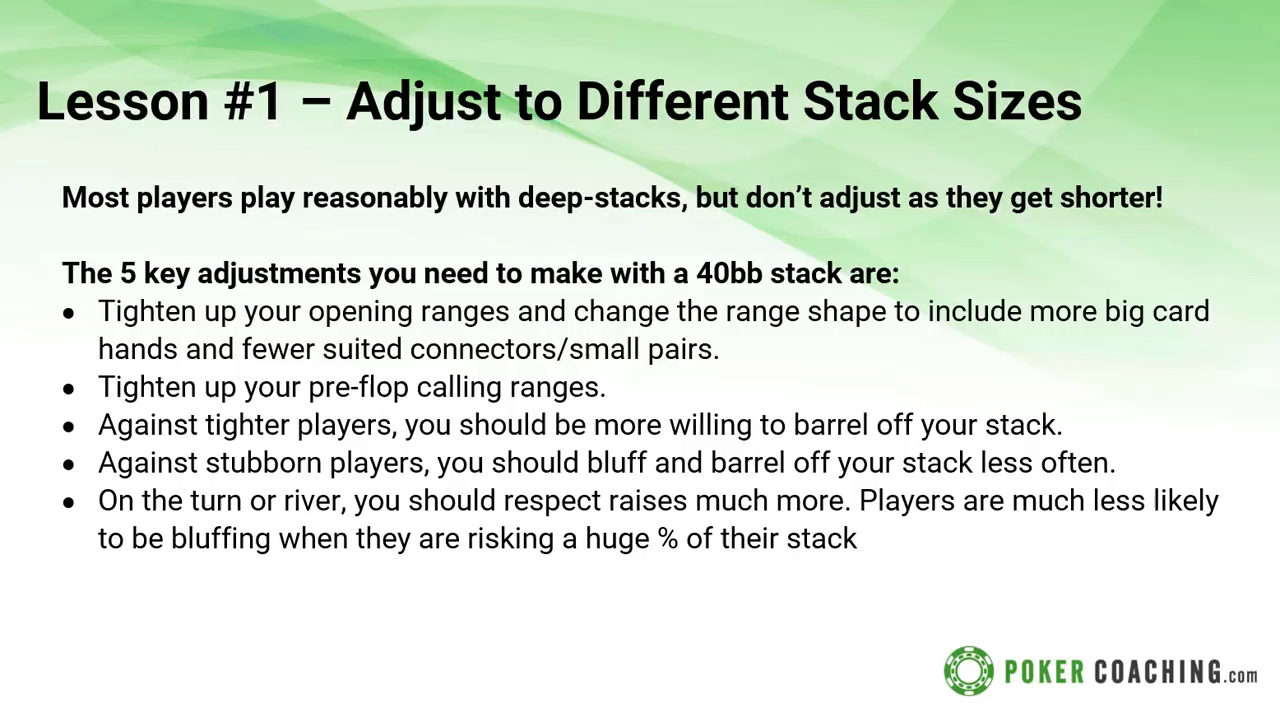 Lesson #1 – Adjust to Different Stack Sizes
Most players play reasonably with deep-stacks, but don’t adjust as they get shorter!
The 5 key adjustments you need to make with a 40bb stack are:
● Tighten up your opening ranges and change the range shape to include more big card
hands and fewer suited connectors/small pairs.
● Tighten up your pre-flop calling ranges.
● Against tighter players, you should be more willing to barrel off your stack.
● Against stubborn players, you should bluff and barrel off your stack less often.
● On the turn or river, you should respect raises much more. Players are much less likely
to be bluffing when they are risking a huge % of their stack
POKER COACHING.com